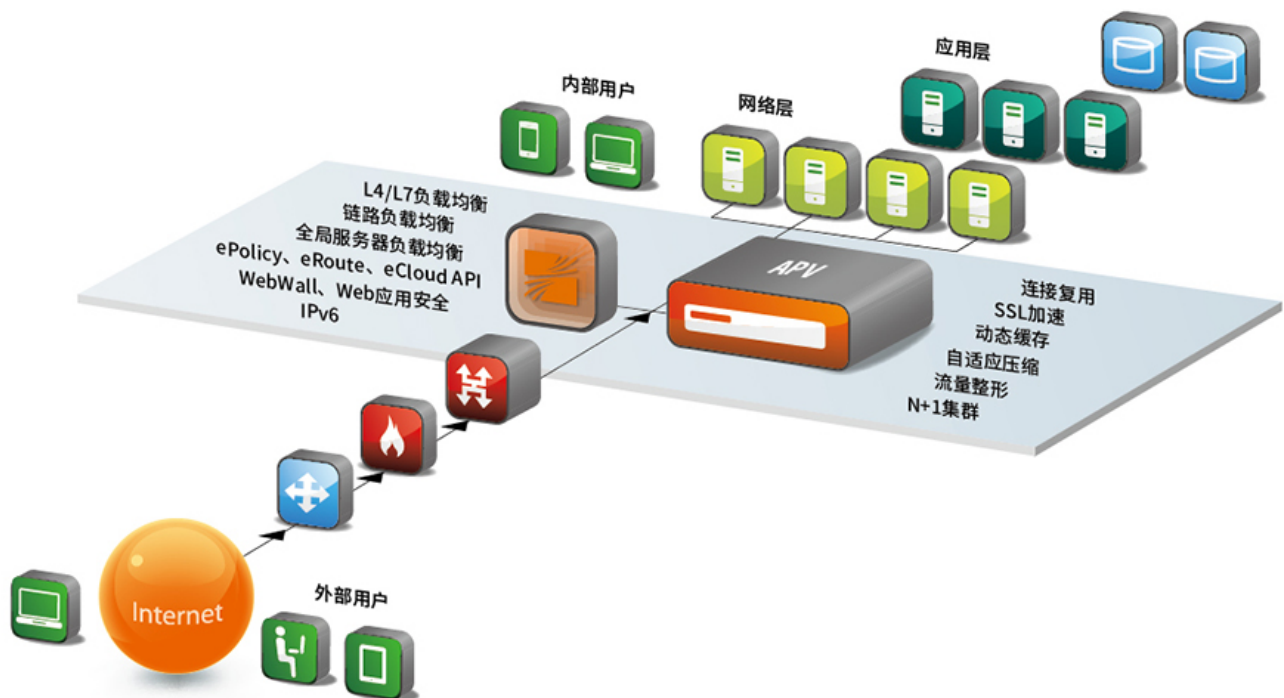 应用层
内部用户
网络层
L4/L7负载均衡
链路负载均衡
全局服务器负载均衡
ePolicy、eRoute、eCloud API
WebWall、Web应用安全
IPv6
APV
连接复用
SSL加速
动态缓存
自适应压缩
流量整形
N+1集群
Internet
外部用户